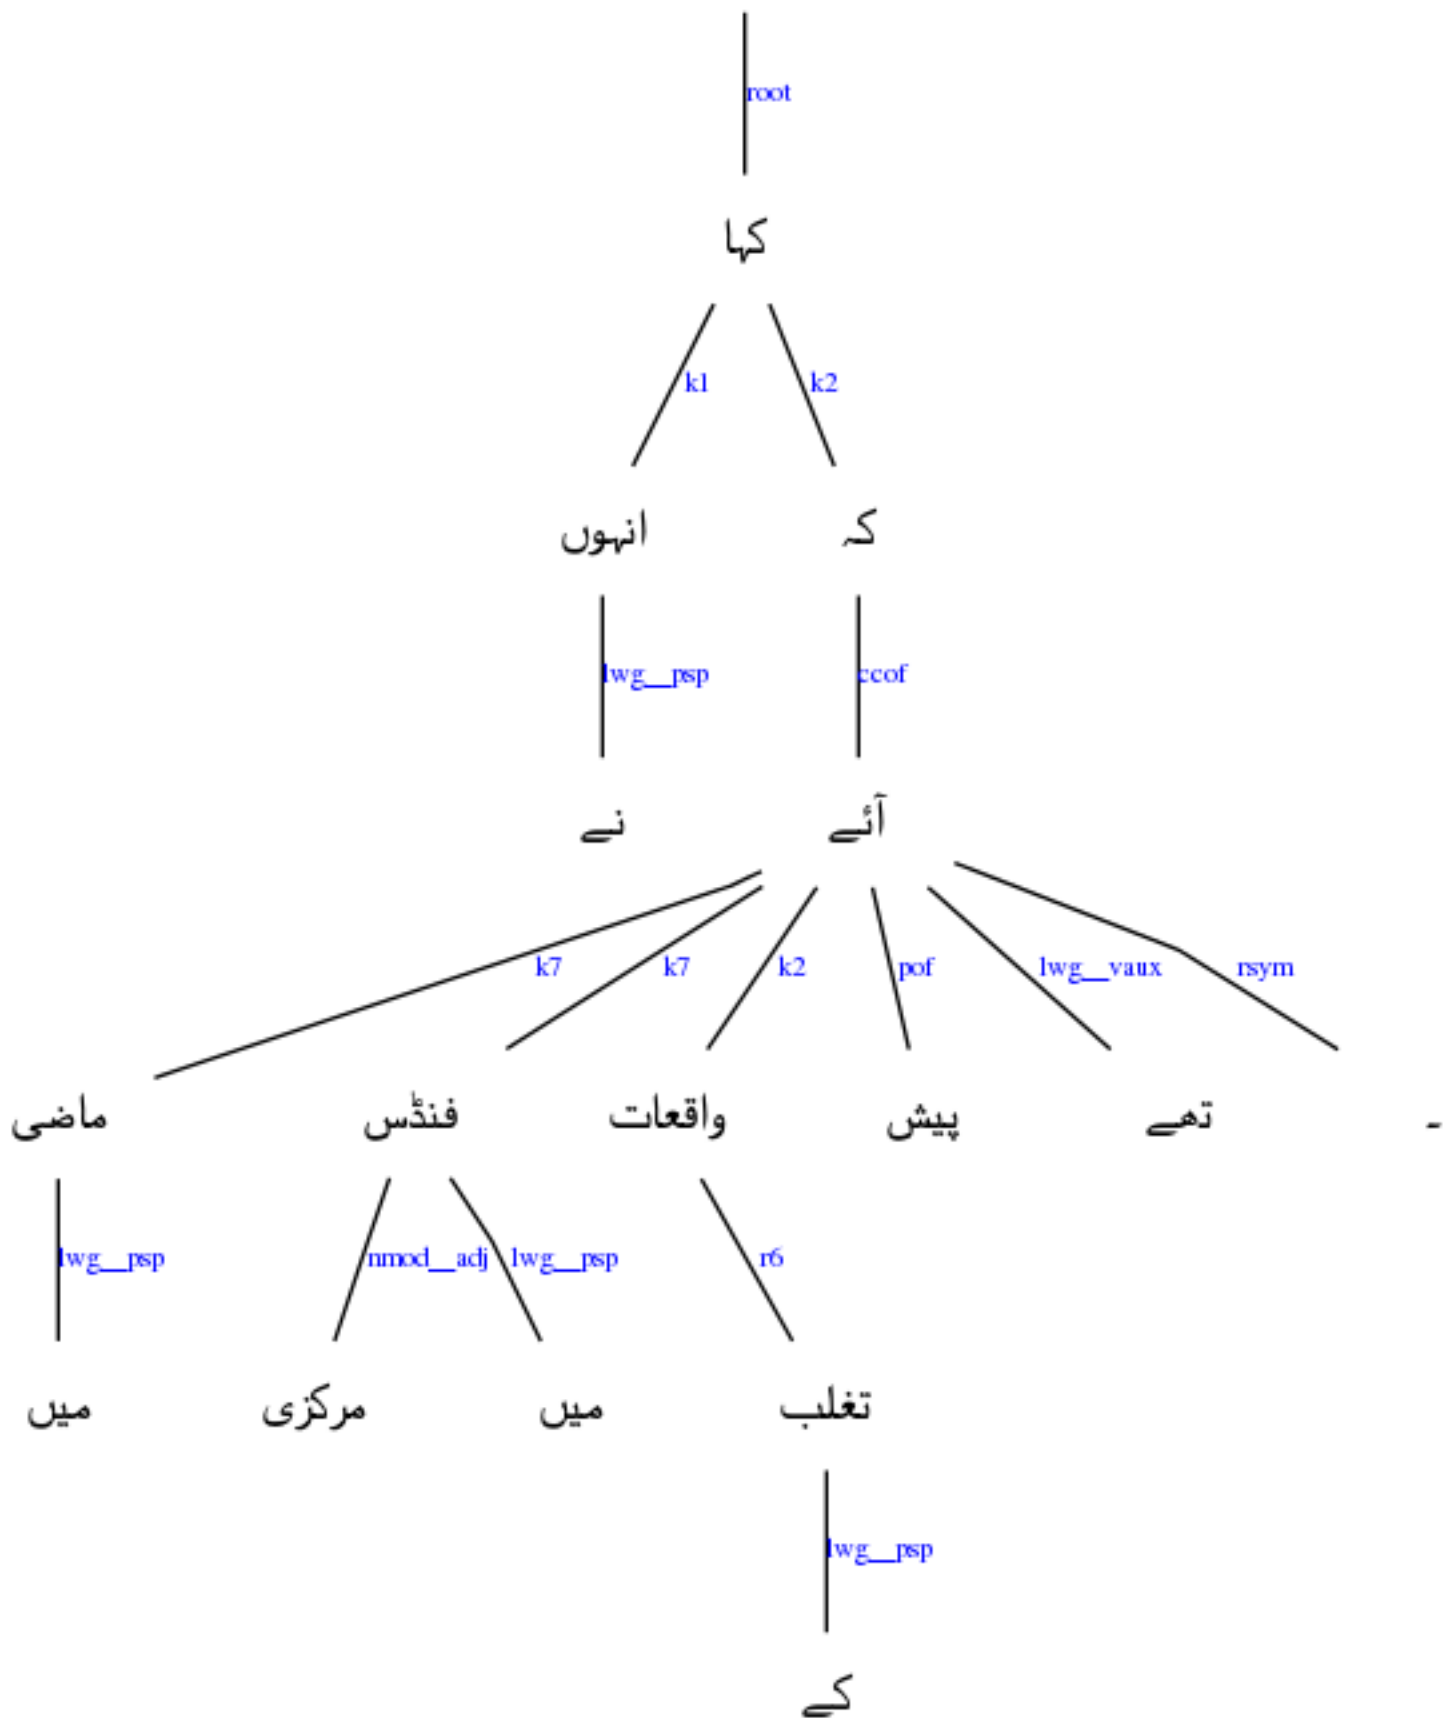 root
کہا
k1 k2
انہوں کہ
lwg__psp ccof
نے آئے
k7 k7 k2 pof lwg__vaux rsym
ماضی فنڈس واقعات پیش تھے ۔
lwg__psp nmod__adj lwg__psp r6
میں مرکزی میں تغلب
lwg__psp
کے